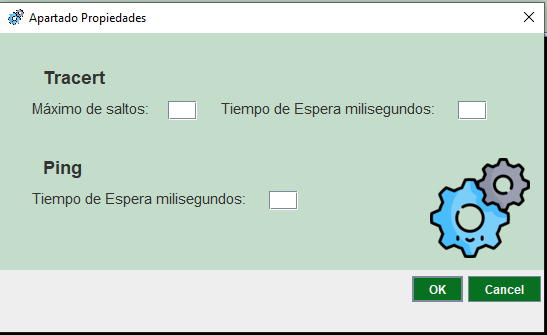 Apartado Propiedades
Tracert
Máximo de saltos: Tiempo de Espera milisegundos:
Ping
Tiempo de Espera milisegundos:
OK Cancel